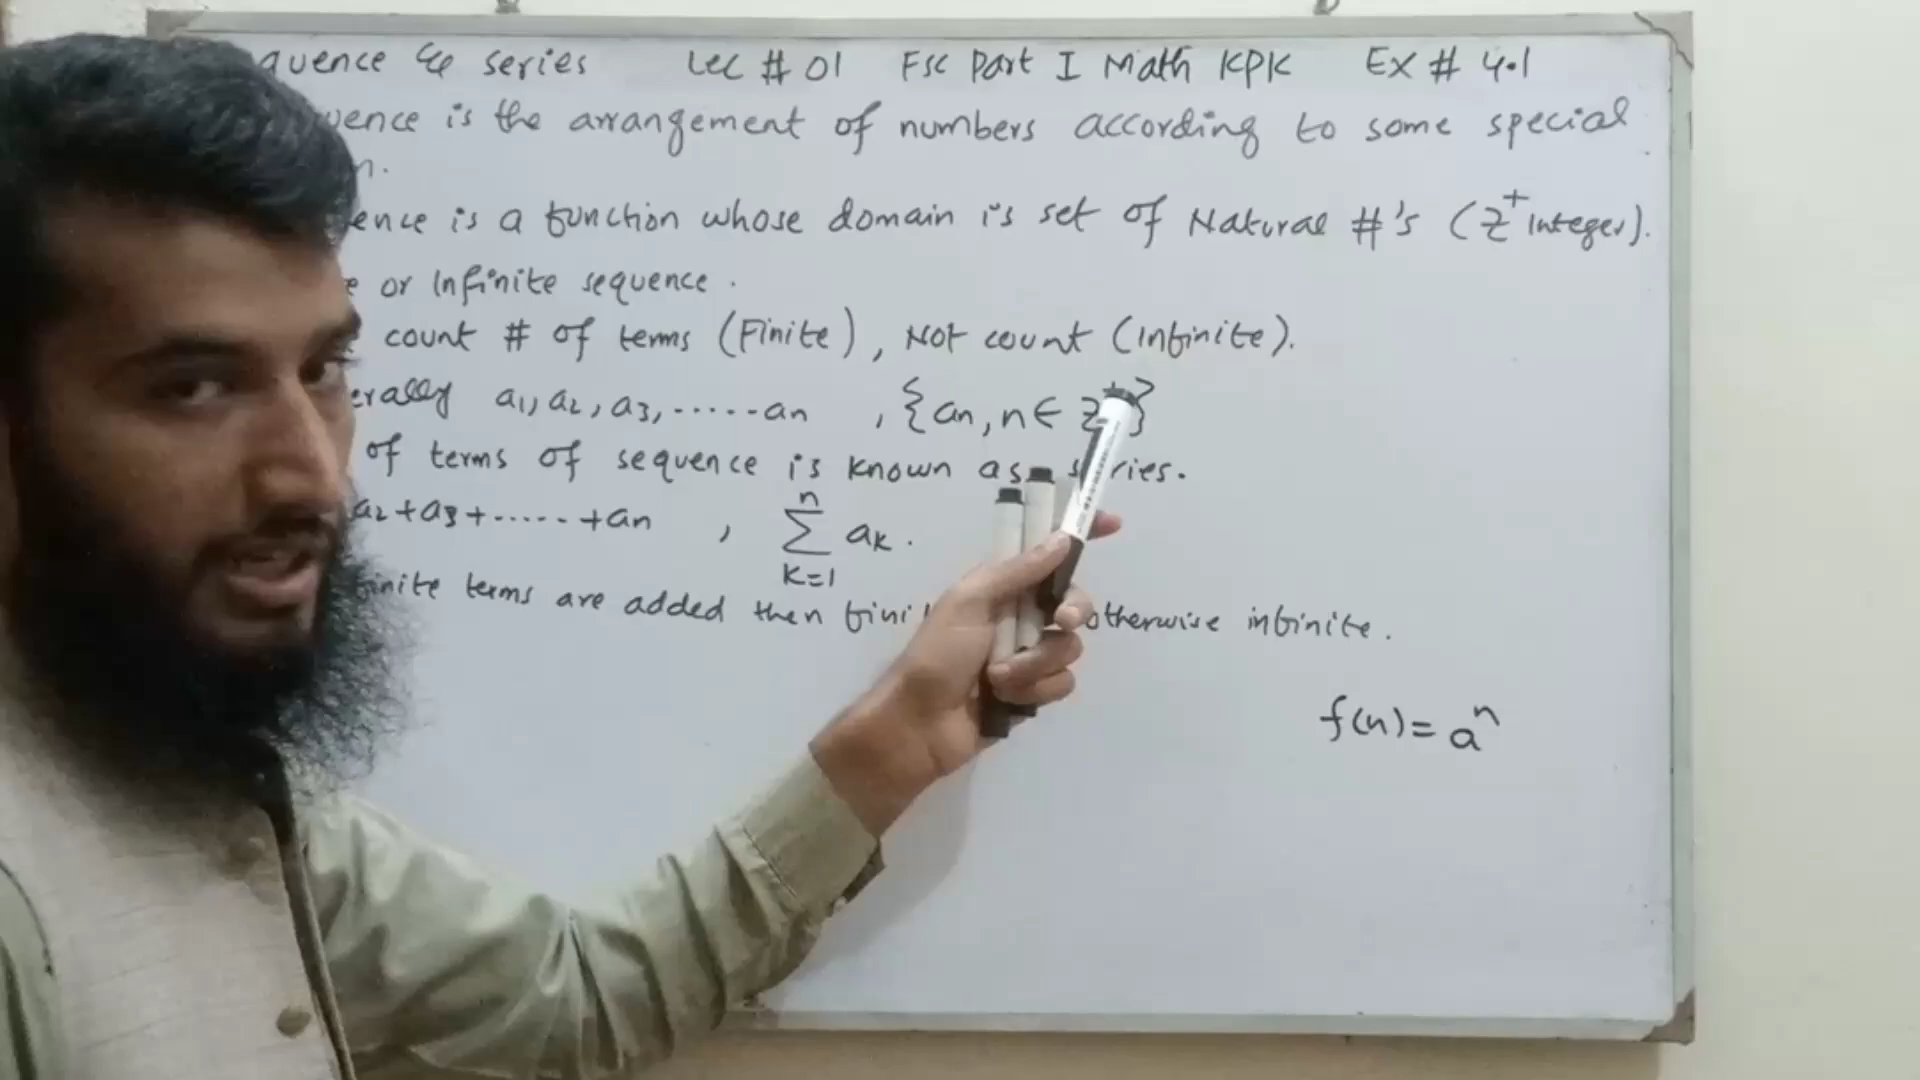 quence & series Lec # 01 Fsc Part I Math KPK Ex # 4.1
uence is the arrangement of numbers according to some special
n.
ence is a function whose domain is set of Natural #'s (Z⁺ Integer).
e or Infinite sequence.
count # of terms (Finite), Not count (Infinite).
erally a₁, a₂, a₃, ...... aₙ , {aₙ, n ∈ Z⁺}
of terms of sequence is known as series.
a₂+a₃+......+aₙ , ∑ₖ₌₁ⁿ aₖ.
inite terms are added then otherwise infinite.
f(n) = aⁿ